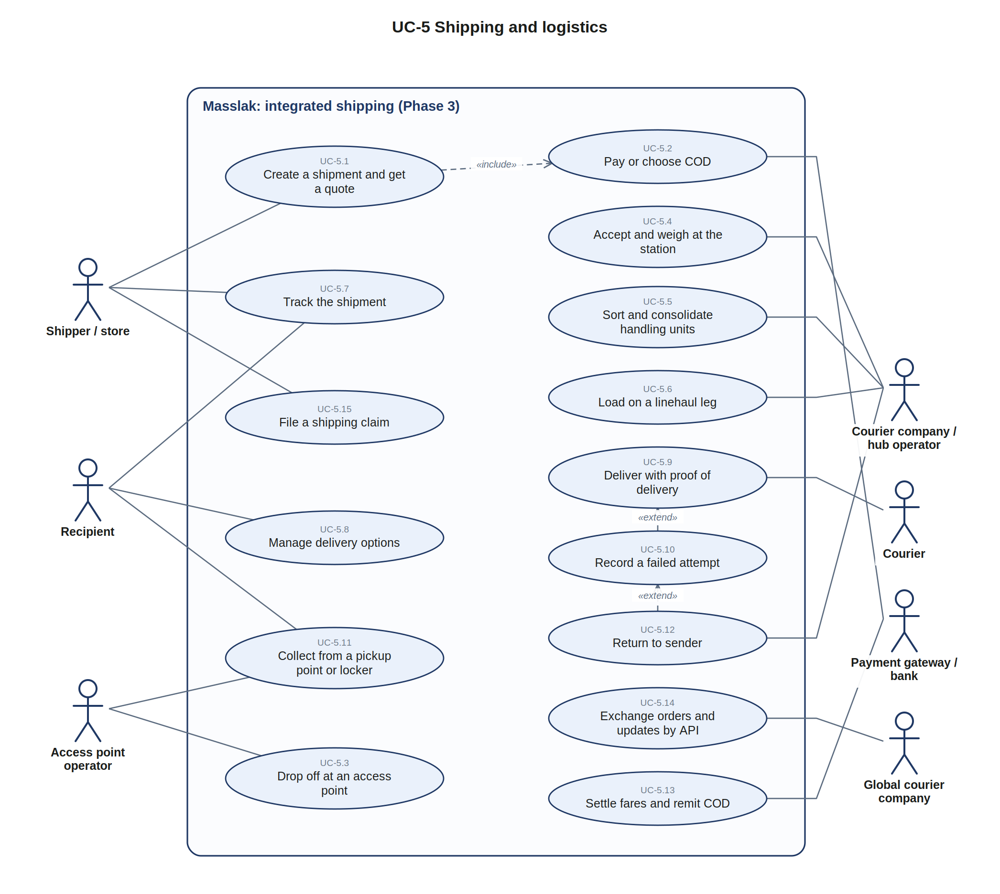 UC-5 Shipping and logistics
Masslak: integrated shipping (Phase 3)
UC-5.1
Create a shipment and get
a quote
«include»
UC-5.2
Pay or choose COD
UC-5.4
Accept and weigh at the
station
UC-5.7
Track the shipment
UC-5.5
Sort and consolidate
handling units
Shipper / store
UC-5.15
File a shipping claim
UC-5.6
Load on a linehaul leg
Courier company /
hub operator
UC-5.9
Deliver with proof of
delivery
«extend»
Recipient
UC-5.8
Manage delivery options
UC-5.10
Record a failed attempt
Courier
«extend»
UC-5.11
Collect from a pickup
point or locker
UC-5.12
Return to sender
Payment gateway /
bank
UC-5.14
Exchange orders and
updates by API
Access point
operator
UC-5.3
Drop off at an access
point
UC-5.13
Settle fares and remit COD
Global courier
company